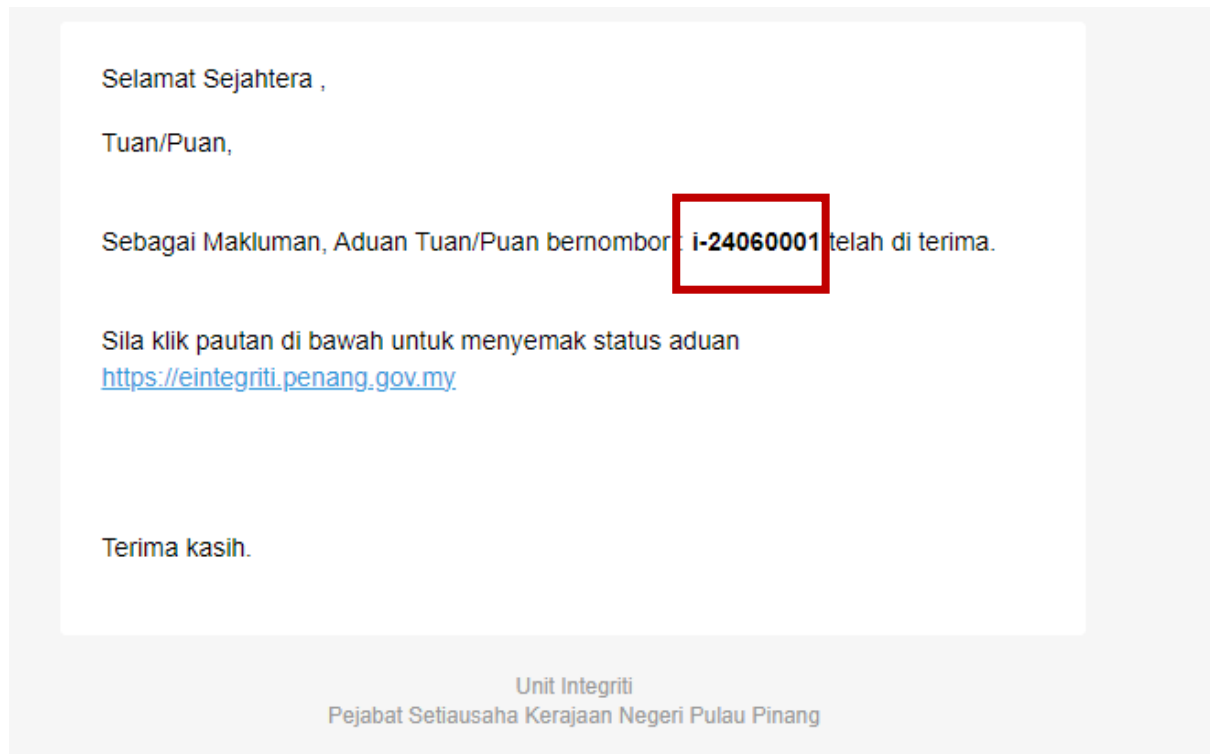 Selamat Sejahtera ,
Tuan/Puan,
Sebagai Makluman, Aduan Tuan/Puan bernombor : i-24060001 telah di terima.
Sila klik pautan di bawah untuk menyemak status aduan
https://eintegriti.penang.gov.my
Terima kasih.
Unit Integriti
Pejabat Setiausaha Kerajaan Negeri Pulau Pinang